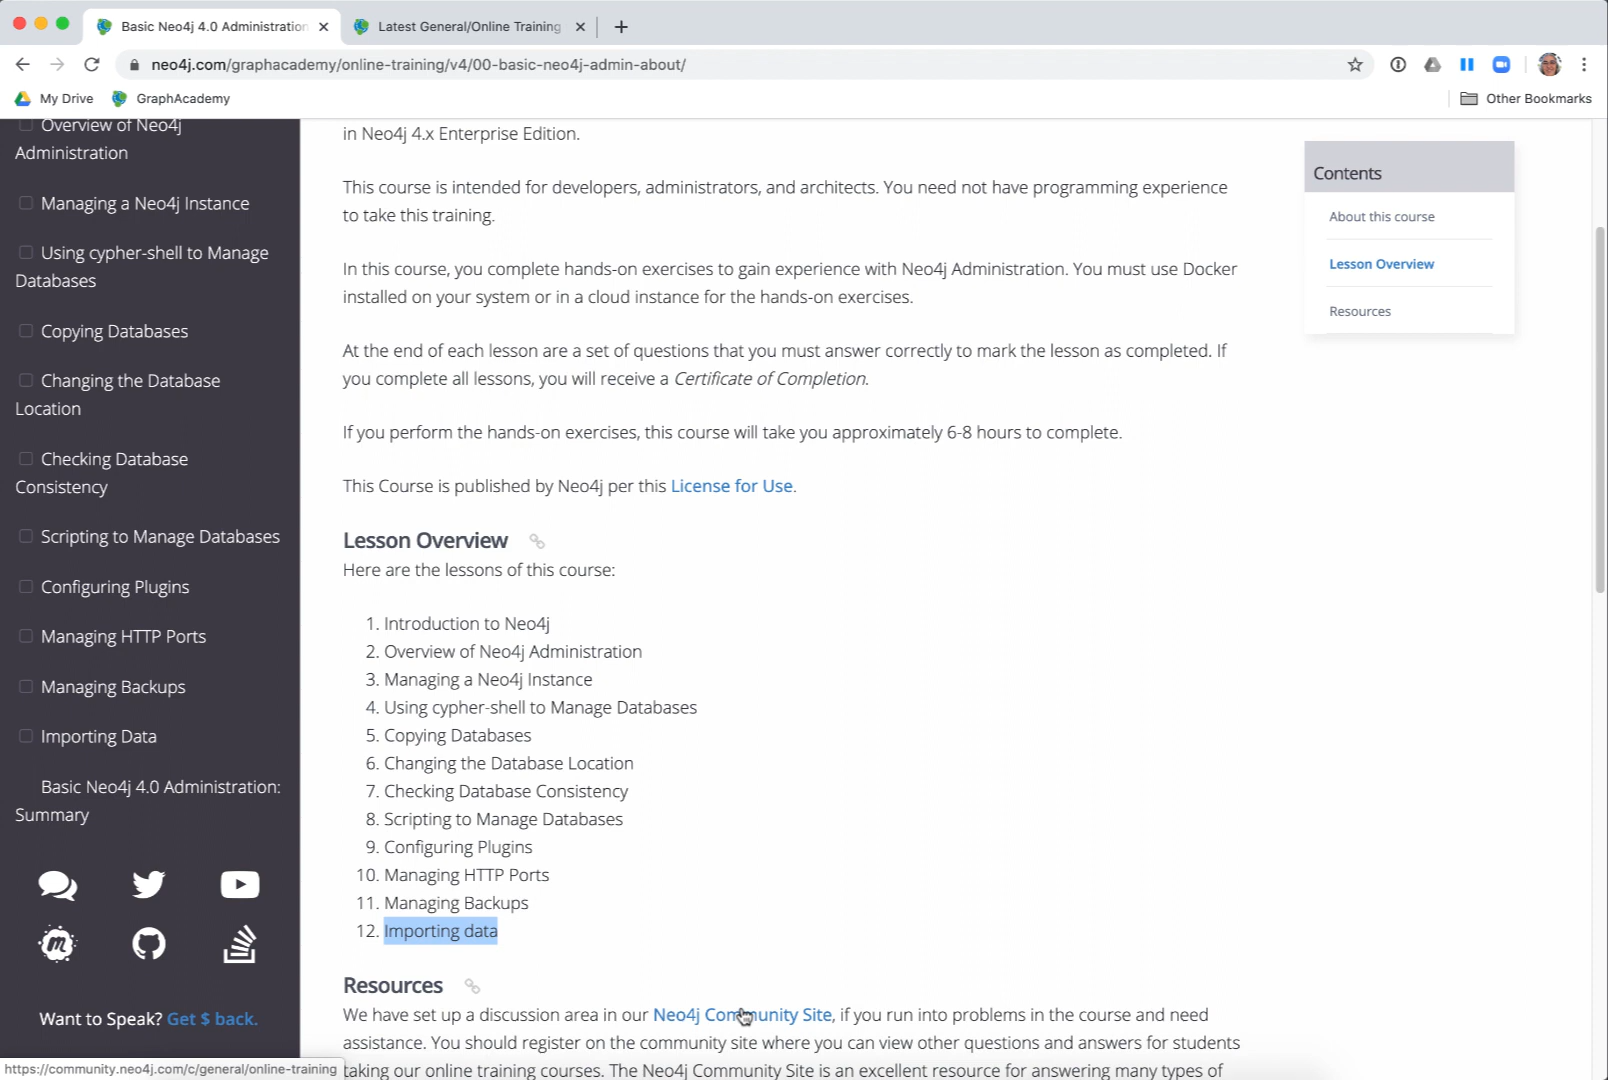 Basic Neo4j 4.0 Administration
Latest General/Online Training
neo4j.com/graphacademy/online-training/v4/00-basic-neo4j-admin-about/
My Drive
GraphAcademy
Other Bookmarks
Overview of Neo4j
Administration
Managing a Neo4j Instance
Using cypher-shell to Manage
Databases
Copying Databases
Changing the Database
Location
Checking Database
Consistency
Scripting to Manage Databases
Configuring Plugins
Managing HTTP Ports
Managing Backups
Importing Data
Basic Neo4j 4.0 Administration:
Summary
Want to Speak? Get $ back.
https://community.neo4j.com/c/general/online-training
in Neo4j 4.x Enterprise Edition.
This course is intended for developers, administrators, and architects. You need not have programming experience
to take this training.
In this course, you complete hands-on exercises to gain experience with Neo4j Administration. You must use Docker
installed on your system or in a cloud instance for the hands-on exercises.
At the end of each lesson are a set of questions that you must answer correctly to mark the lesson as completed. If
you complete all lessons, you will receive a Certificate of Completion.
If you perform the hands-on exercises, this course will take you approximately 6-8 hours to complete.
This Course is published by Neo4j per this License for Use.
Lesson Overview
Here are the lessons of this course:
1. Introduction to Neo4j
2. Overview of Neo4j Administration
3. Managing a Neo4j Instance
4. Using cypher-shell to Manage Databases
5. Copying Databases
6. Changing the Database Location
7. Checking Database Consistency
8. Scripting to Manage Databases
9. Configuring Plugins
10. Managing HTTP Ports
11. Managing Backups
12. Importing data
Resources
We have set up a discussion area in our Neo4j Community Site, if you run into problems in the course and need
assistance. You should register on the community site where you can view other questions and answers for students
taking our online training courses. The Neo4j Community Site is an excellent resource for answering many types of
Contents
About this course
Lesson Overview
Resources